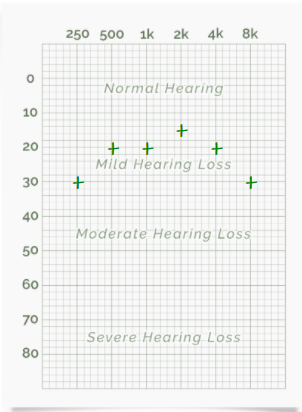 250 500 1k 2k 4k 8k
0
Normal Hearing
10
20
Mild Hearing Loss
30
40
Moderate Hearing Loss
50
60
70
Severe Hearing Loss
80